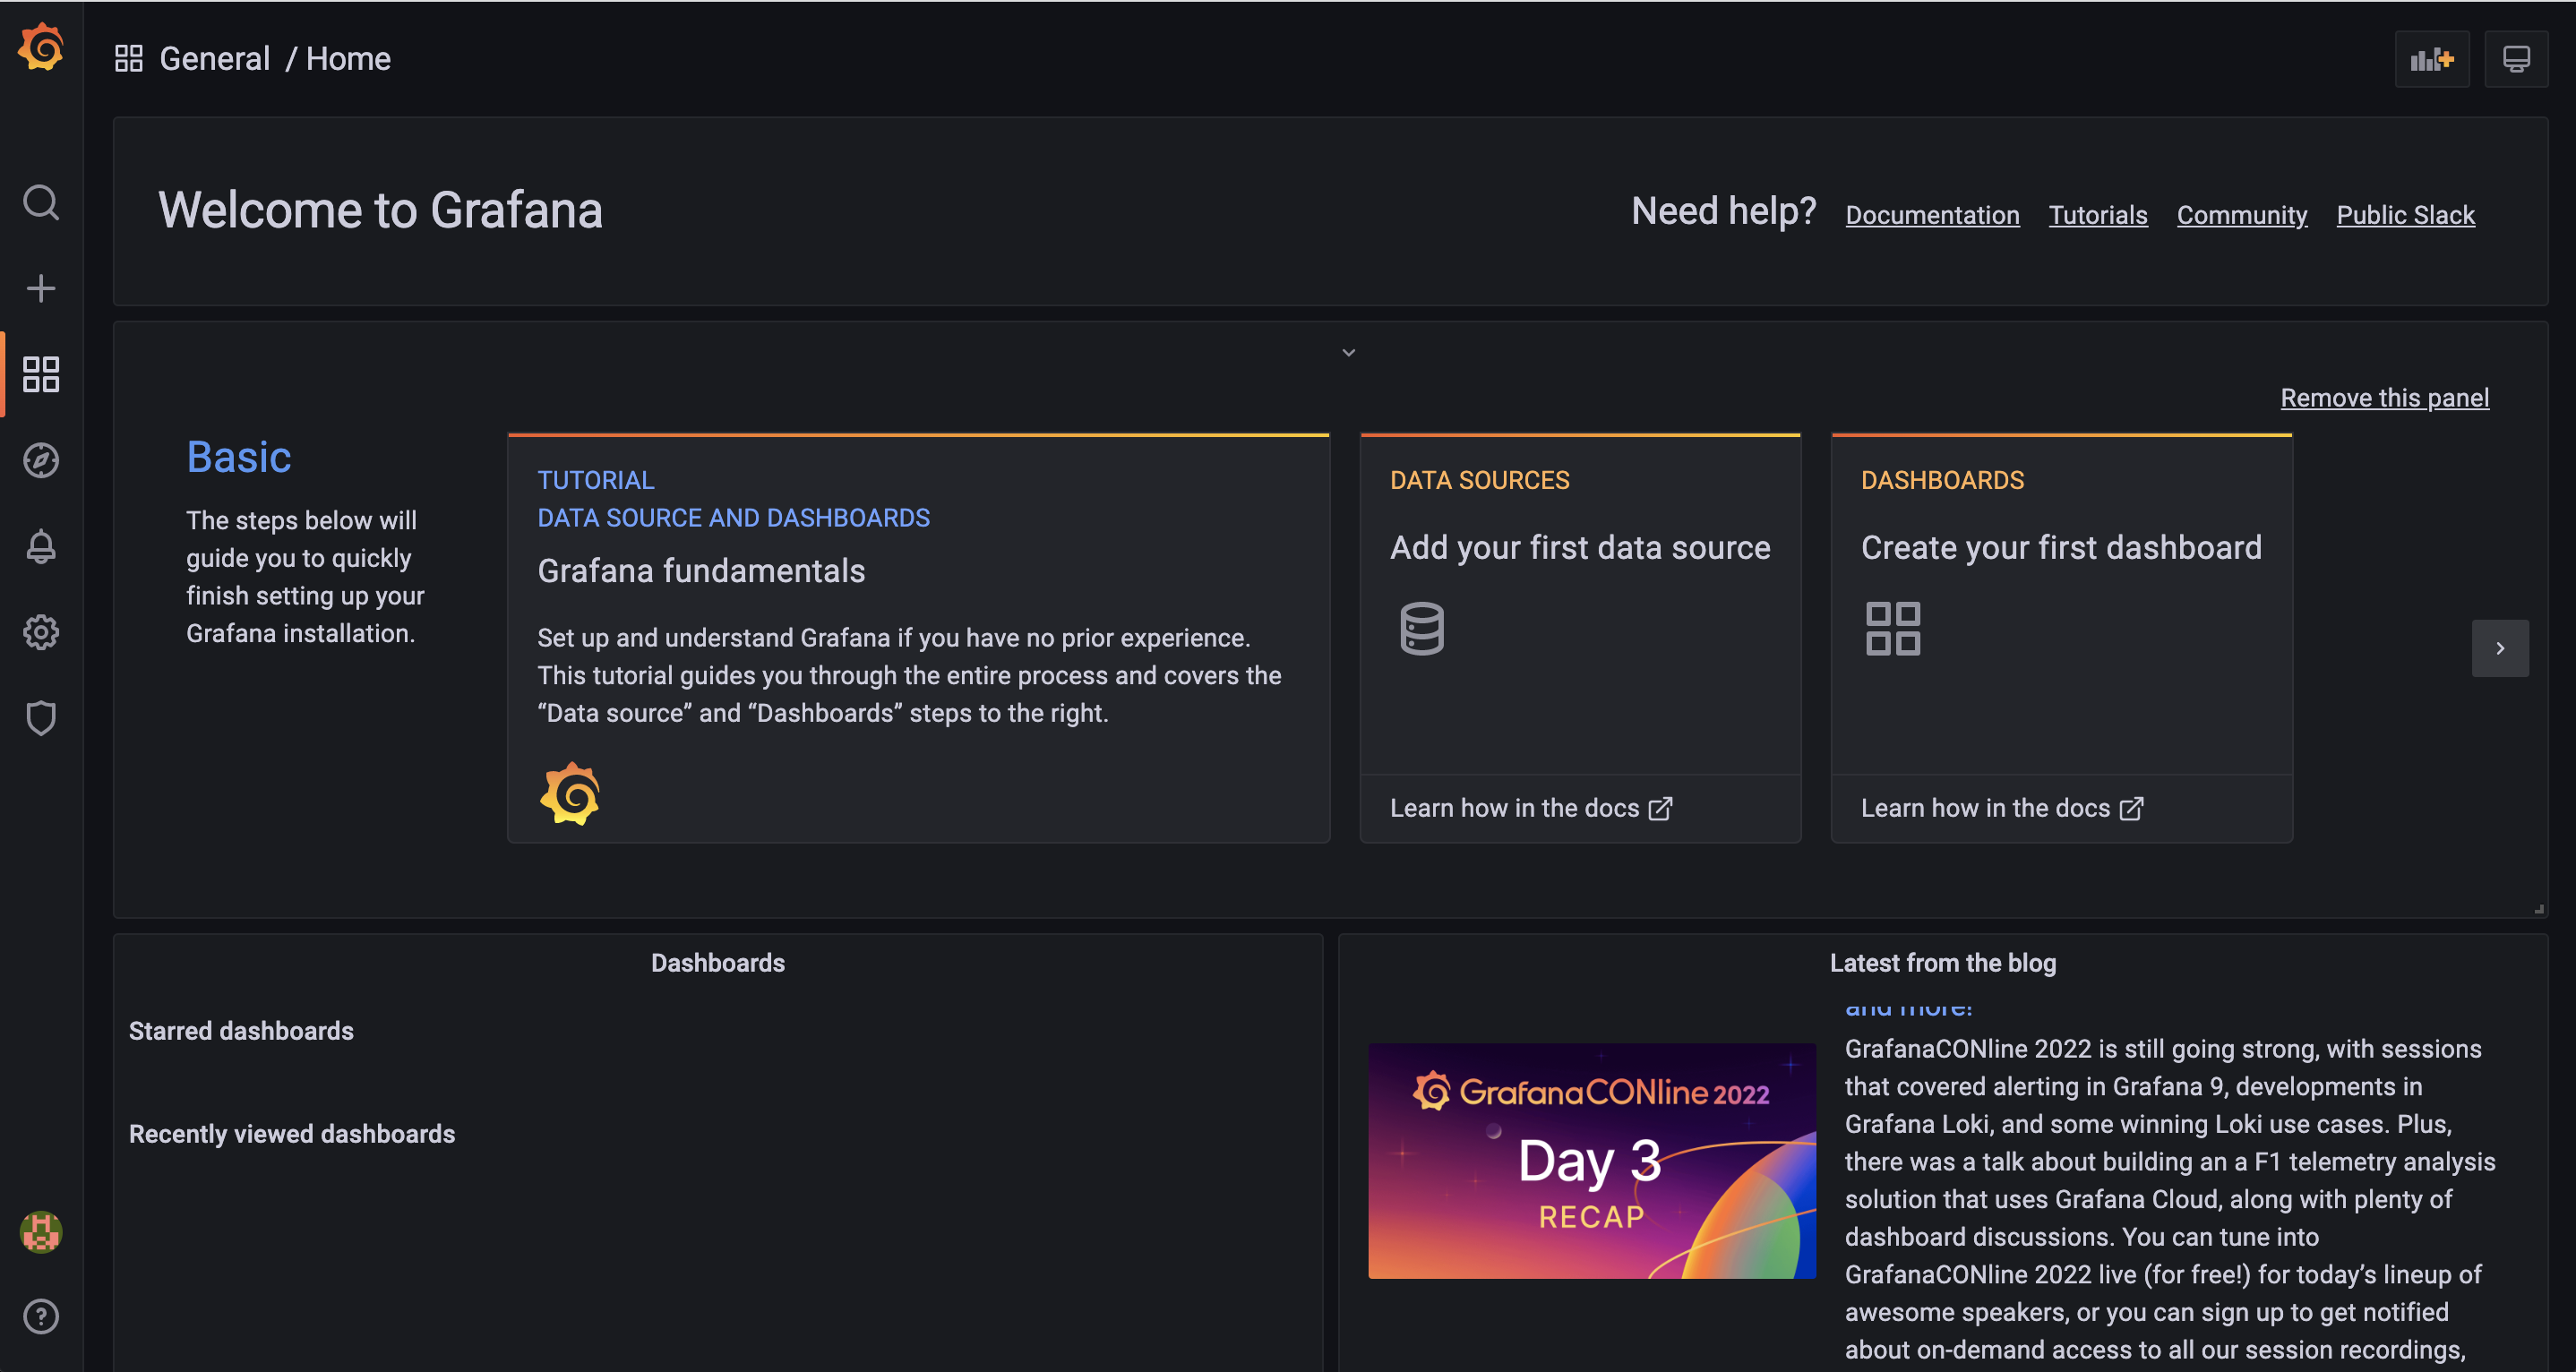 General / Home
Welcome to Grafana
Need help? Documentation Tutorials Community Public Slack
Remove this panel
Basic
The steps below will
guide you to quickly
finish setting up your
Grafana installation.
TUTORIAL
DATA SOURCE AND DASHBOARDS
Grafana fundamentals
Set up and understand Grafana if you have no prior experience.
This tutorial guides you through the entire process and covers the
“Data source” and “Dashboards” steps to the right.
DATA SOURCES
Add your first data source
Learn how in the docs
DASHBOARDS
Create your first dashboard
Learn how in the docs
Dashboards
Starred dashboards
Recently viewed dashboards
Latest from the blog
GrafanaCONline 2022
Day 3
RECAP
and more!
GrafanaCONline 2022 is still going strong, with sessions
that covered alerting in Grafana 9, developments in
Grafana Loki, and some winning Loki use cases. Plus,
there was a talk about building an a F1 telemetry analysis
solution that uses Grafana Cloud, along with plenty of
dashboard discussions. You can tune into
GrafanaCONline 2022 live (for free!) for today’s lineup of
awesome speakers, or you can sign up to get notified
about on-demand access to all our session recordings,